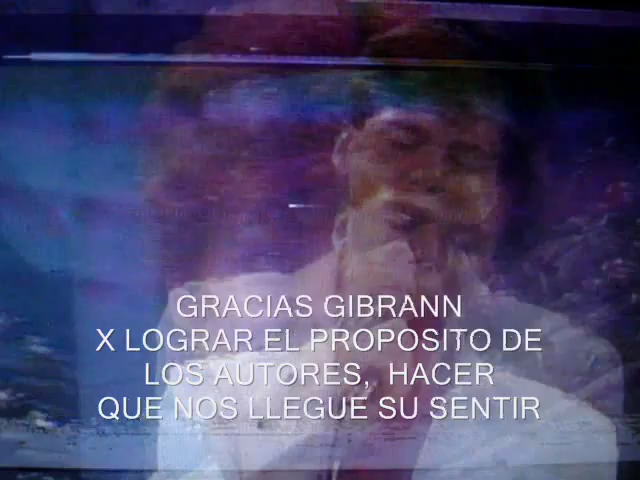 GRACIAS GIBRANN
X LOGRAR EL PROPOSITO DE
LOS AUTORES, HACER
QUE NOS LLEGUE SU SENTIR